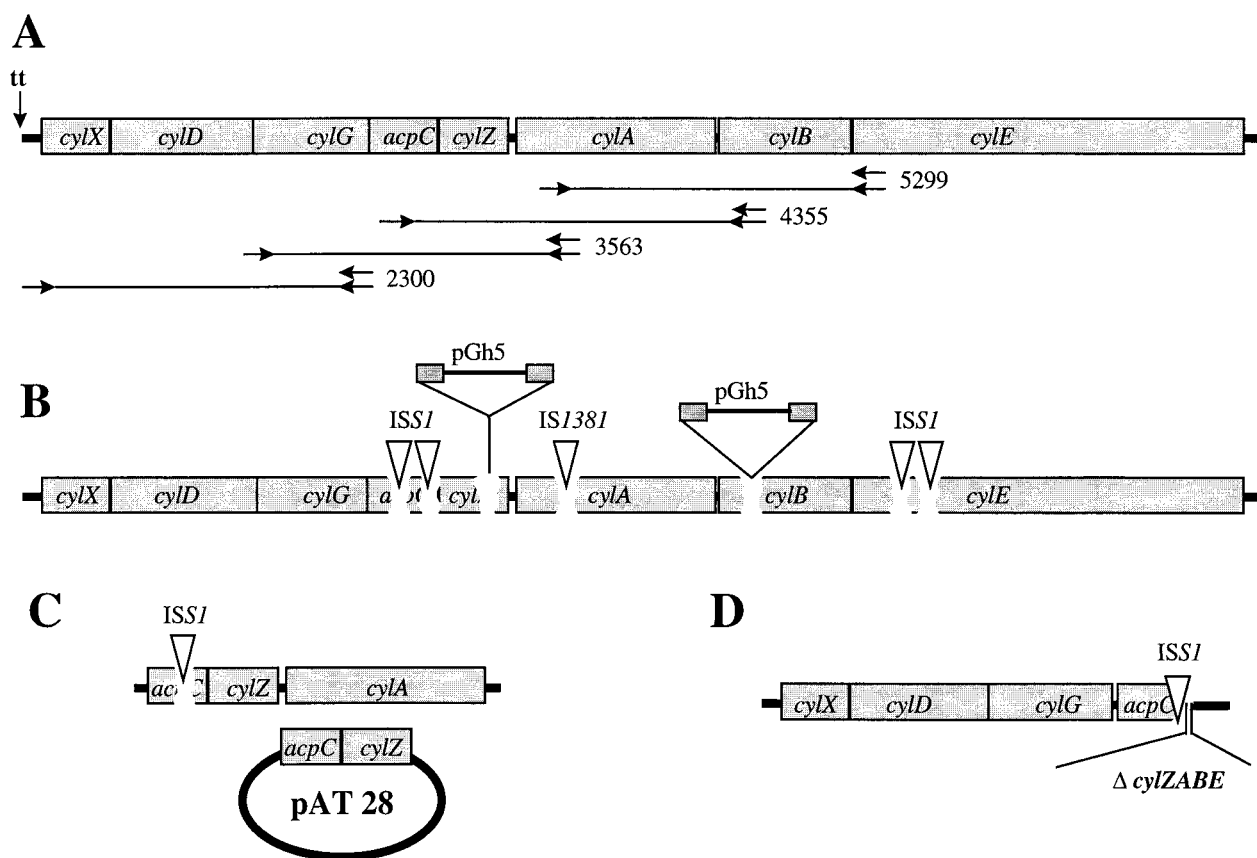 A
tt
cylX cylD cylG acpC cylZ cylA cylB cylE
5299
4355
3563
2300
B
pGh5
pGh5
ISS1 IS1381 ISS1
cylX cylD cylG cylA cylB cylE
C
ISS1
cylZ cylA
acpC cylZ
pAT 28
D
ISS1
cylX cylD cylG acpC
Δ cylZABE